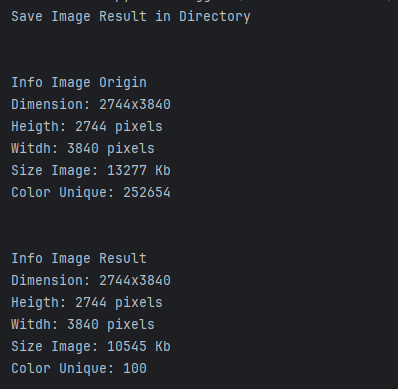 Save Image Result in Directory
Info Image Origin
Dimension: 2744x3840
Heigth: 2744 pixels
Witdh: 3840 pixels
Size Image: 13277 Kb
Color Unique: 252654
Info Image Result
Dimension: 2744x3840
Heigth: 2744 pixels
Witdh: 3840 pixels
Size Image: 10545 Kb
Color Unique: 100